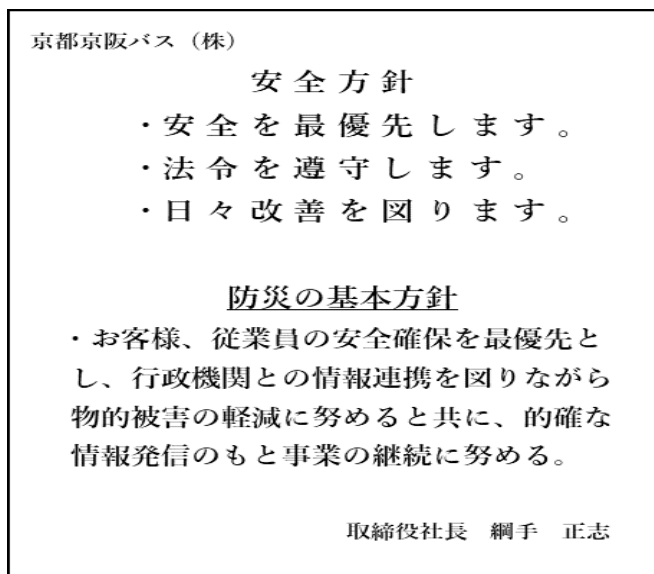 京都京阪バス（株）
安全方針
・安全を最優先します。
・法令を遵守します。
・日々改善を図ります。
防災の基本方針
・お客様、従業員の安全確保を最優先と
し、行政機関との情報連携を図りながら
物的被害の軽減に努めると共に、的確な
情報発信のもと事業の継続に努める。
取締役社長　綱手　正志